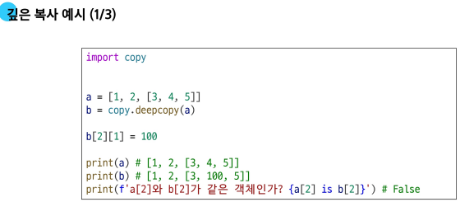 깊은 복사 예시 (1/3)
import copy
a = [1, 2, [3, 4, 5]]
b = copy.deepcopy(a)
b[2][1] = 100
print(a) # [1, 2, [3, 4, 5]]
print(b) # [1, 2, [3, 100, 5]]
print(f'a[2]와 b[2]가 같은 객체인가? {a[2] is b[2]}') # False